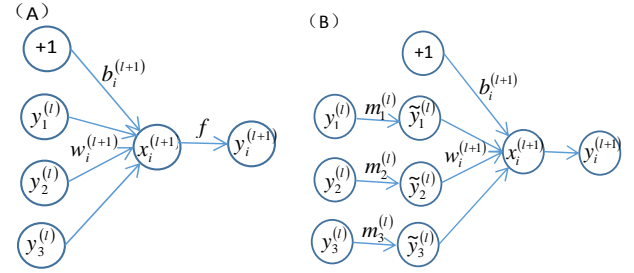 （A）
+1
b_i^{(l+1)}
y_1^{(l)}
w_i^{(l+1)}
x_i^{(l+1)}
f
y_i^{(l+1)}
y_2^{(l)}
y_3^{(l)}
（B）
+1
b_i^{(l+1)}
y_1^{(l)} m_1^{(l)} ỹ_1^{(l)}
w_i^{(l+1)}
x_i^{(l+1)}
y_i^{(l+1)}
y_2^{(l)} m_2^{(l)} ỹ_2^{(l)}
y_3^{(l)} m_3^{(l)} ỹ_3^{(l)}